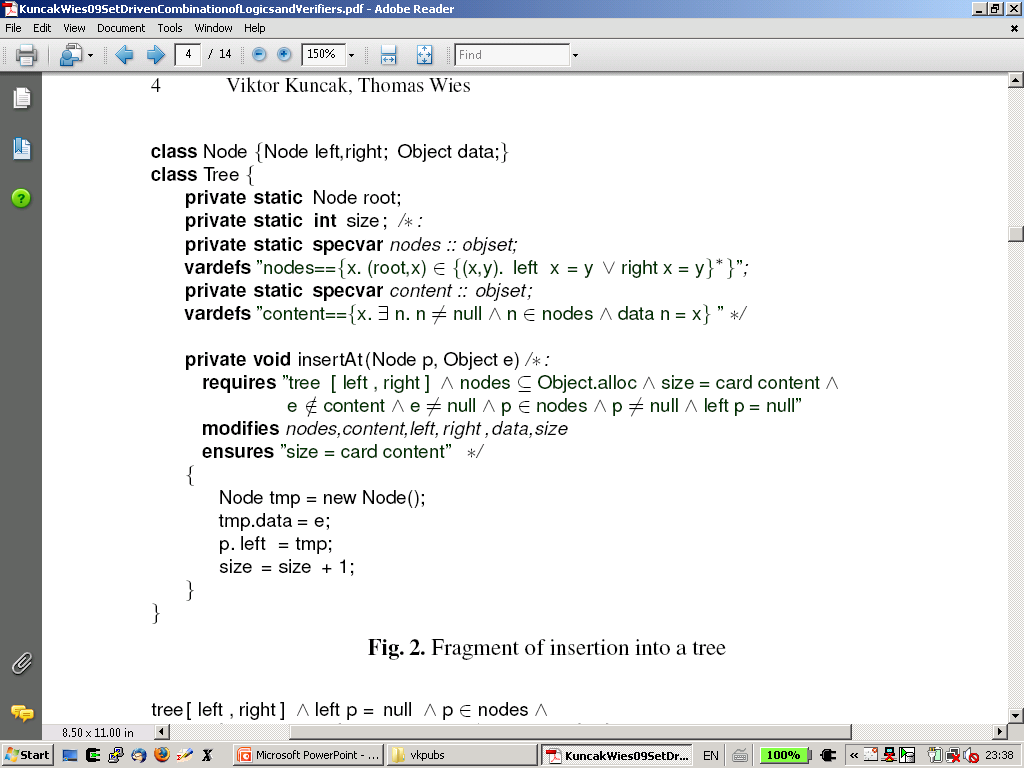 KuncakWies09SetDrivenCombinationofLogicsandVerifiers.pdf - Adobe Reader
File Edit View Document Tools Window Help
4 / 14 150% Find
4 Viktor Kuncak, Thomas Wies
class Node {Node left,right; Object data;}
class Tree {
private static Node root;
private static int size; /*:
private static specvar nodes :: objset;
vardefs "nodes=={x. (root,x) ∈ {(x,y). left x = y ∨ right x = y}*}";
private static specvar content :: objset;
vardefs "content=={x. ∃ n. n ≠ null ∧ n ∈ nodes ∧ data n = x} " */
private void insertAt(Node p, Object e) /*:
requires "tree [ left , right ] ∧ nodes ⊆ Object.alloc ∧ size = card content ∧
e ∉ content ∧ e ≠ null ∧ p ∈ nodes ∧ p ≠ null ∧ left p = null"
modifies nodes,content,left, right ,data,size
ensures "size = card content" */
{
Node tmp = new Node();
tmp.data = e;
p. left = tmp;
size = size + 1;
}
}
Fig. 2. Fragment of insertion into a tree
tree[ left , right ] ∧ left p = null ∧ p ∈ nodes ∧
8.50 x 11.00 in
Start X Microsoft PowerPoint - ... vkpubs KuncakWies09SetDr... EN 100% « 23:38